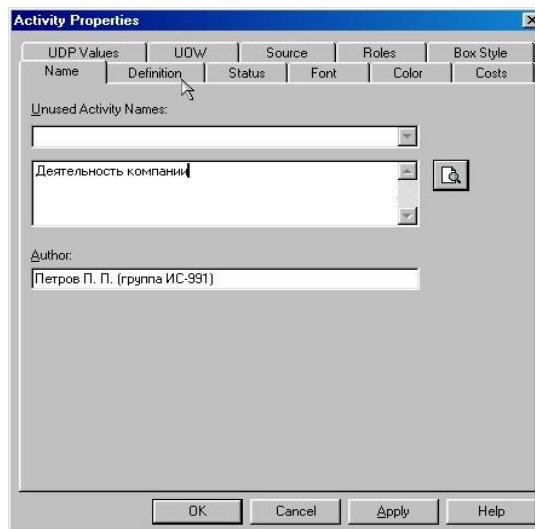 Activity Properties
UDP Values UOW Source Roles Box Style
Name Definition Status Font Color Costs
Unused Activity Names:
Деятельность компании
Author:
Петров П. П. (группа ИС-991)
OK Cancel Apply Help